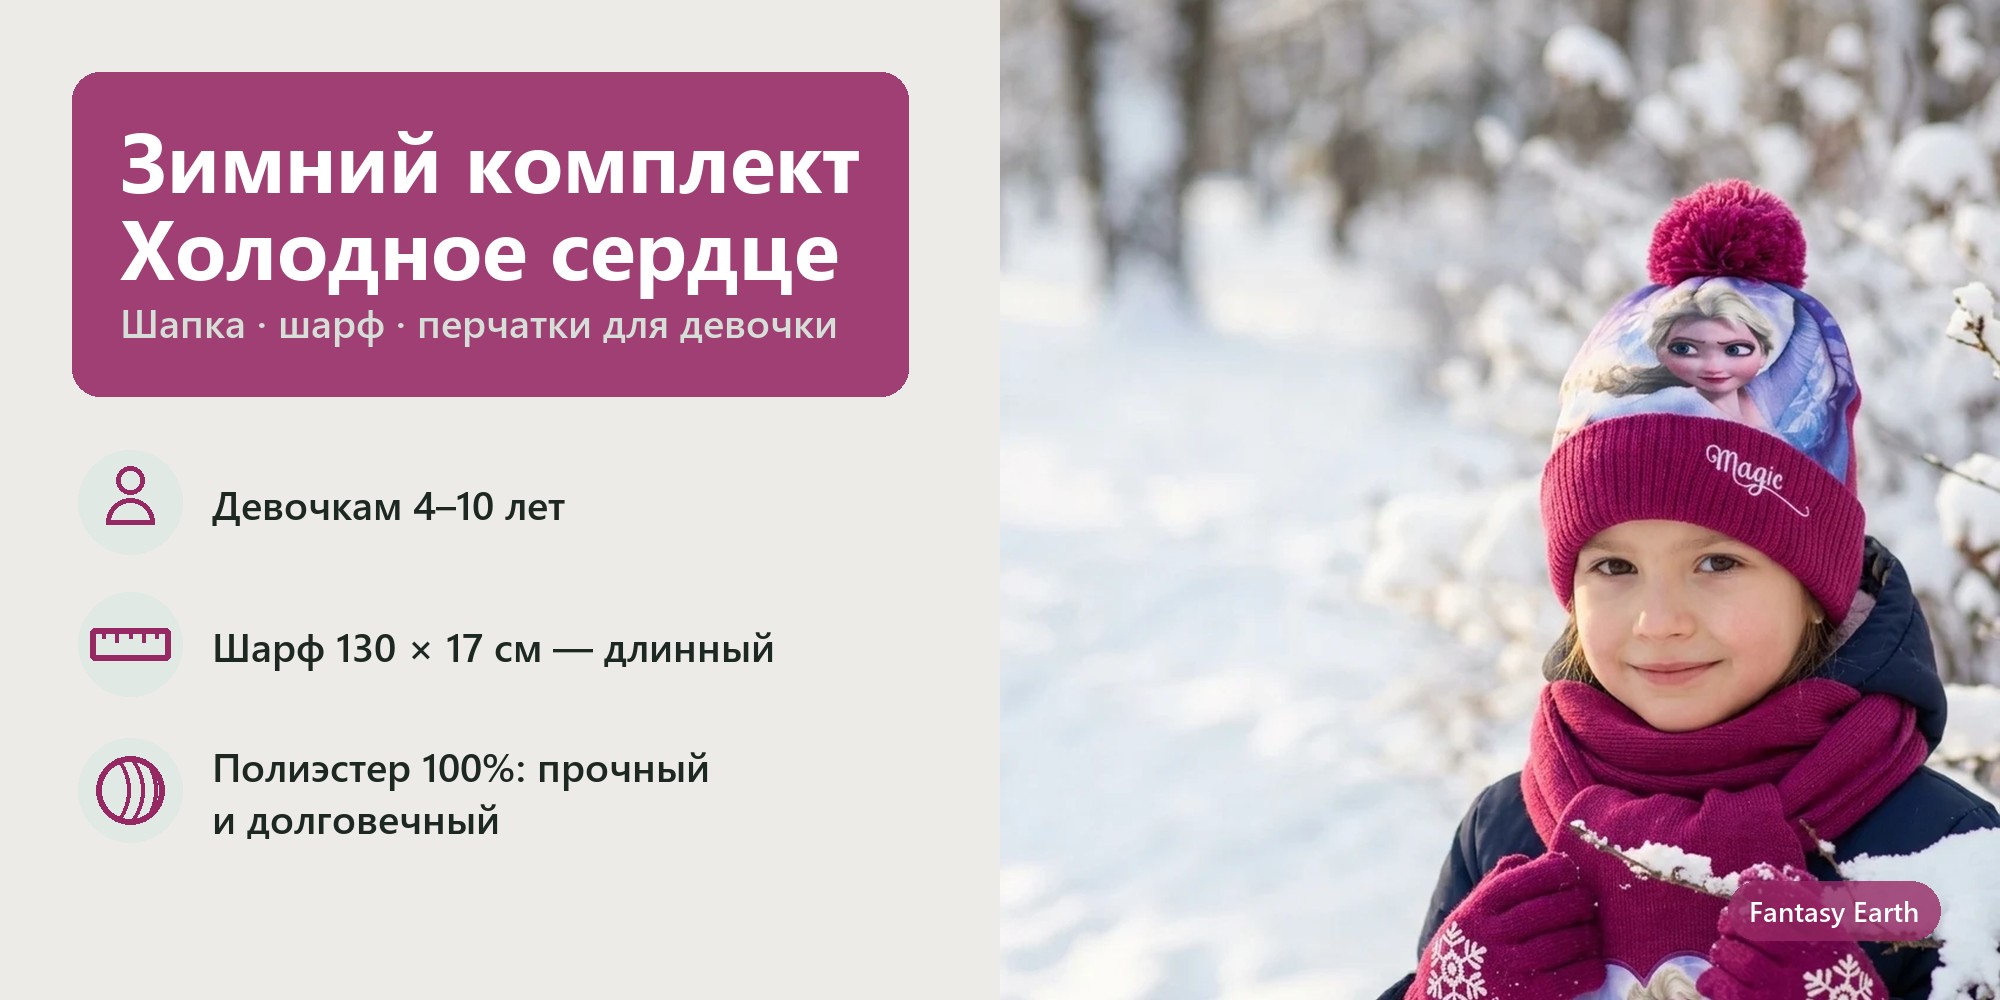 Зимний комплект
Холодное сердце
Шапка · шарф · перчатки для девочки
Девочкам 4–10 лет
Шарф 130 × 17 см — длинный
Полиэстер 100%: прочный
и долговечный
Magic
Fantasy Earth